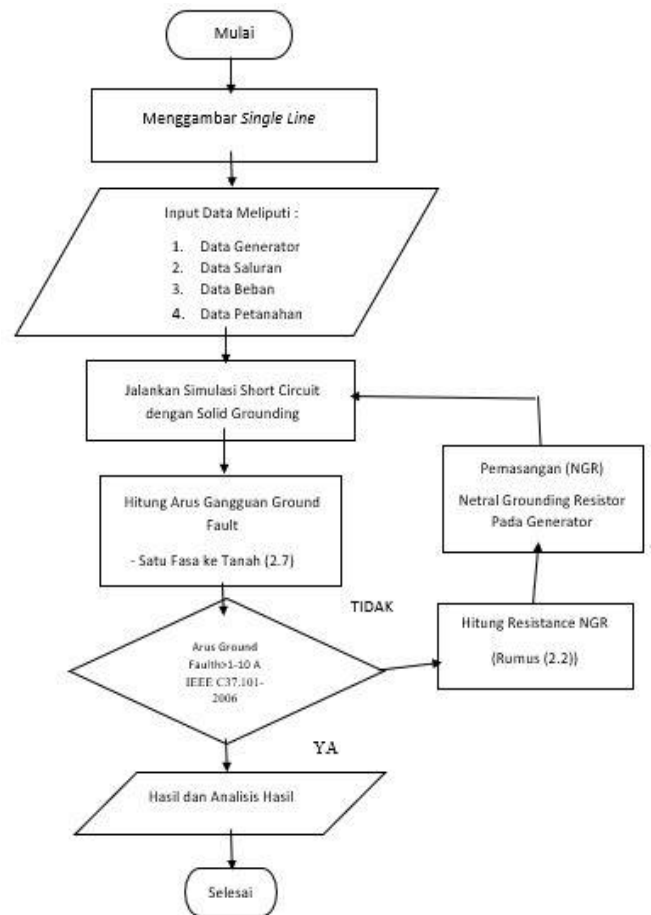 Mulai
Menggambar Single Line
Input Data Meliputi :
1. Data Generator
2. Data Saluran
3. Data Beban
4. Data Petanahan
Jalankan Simulasi Short Circuit
dengan Solid Grounding
Hitung Arus Gangguan Ground
Fault
- Satu Fasa ke Tanah (2.7)
Arus Ground
Faulth>1-10 A
IEEE C37.101-
2006
TIDAK
Hitung Resistance NGR
(Rumus (2.2))
Pemasangan (NGR)
Netral Grounding Resistor
Pada Generator
YA
Hasil dan Analisis Hasil
Selesai